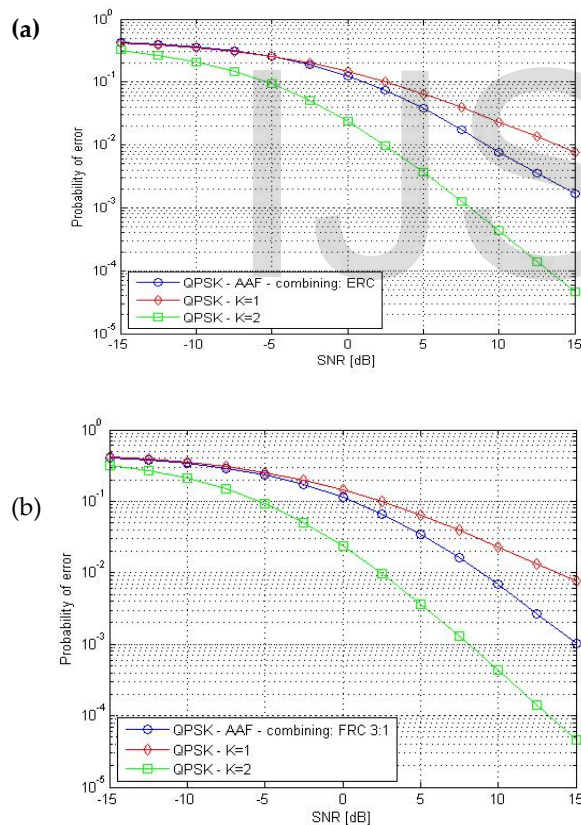 (a)
10^0
10^-1
10^-2
10^-3
10^-4
10^-5
Probability of error
IJS
QPSK - AAF - combining: ERC
QPSK - K=1
QPSK - K=2
-15 -10 -5 0 5 10 15
SNR [dB]
(b)
10^0
10^-1
10^-2
10^-3
10^-4
10^-5
Probability of error
QPSK - AAF - combining: FRC 3:1
QPSK - K=1
QPSK - K=2
-15 -10 -5 0 5 10 15
SNR [dB]